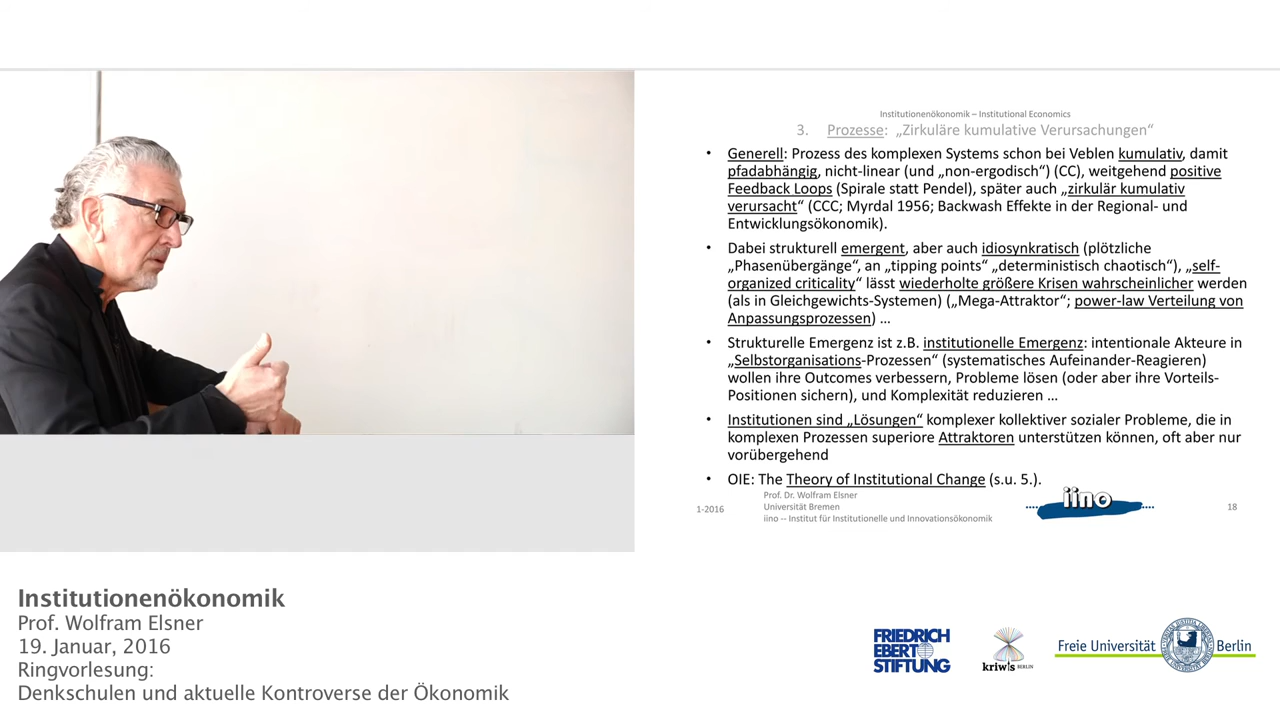 Institutionenökonomik – Institutional Economics
3. Prozesse: „Zirkuläre kumulative Verursachungen“
• Generell: Prozess des komplexen Systems schon bei Veblen kumulativ, damit
pfadabhängig, nicht-linear (und „non-ergodisch“) (CC), weitgehend positive
Feedback Loops (Spirale statt Pendel), später auch „zirkulär kumulativ
verursacht“ (CCC; Myrdal 1956; Backwash Effekte in der Regional- und
Entwicklungsökonomik).
• Dabei strukturell emergent, aber auch idiosynkratisch (plötzliche
„Phasenübergänge“, an „tipping points“ „deterministisch chaotisch“), „self-
organized criticality“ lässt wiederholte größere Krisen wahrscheinlicher werden
(als in Gleichgewichts-Systemen) („Mega-Attraktor“; power-law Verteilung von
Anpassungsprozessen) …
• Strukturelle Emergenz ist z.B. institutionelle Emergenz: intentionale Akteure in
„Selbstorganisations-Prozessen“ (systematisches Aufeinander-Reagieren)
wollen ihre Outcomes verbessern, Probleme lösen (oder aber ihre Vorteils-
Positionen sichern), und Komplexität reduzieren …
• Institutionen sind „Lösungen“ komplexer kollektiver sozialer Probleme, die in
komplexen Prozessen superiore Attraktoren unterstützen können, oft aber nur
vorübergehend
• OIE: The Theory of Institutional Change (s.u. 5.).
1-2016
Prof. Dr. Wolfram Elsner
Universität Bremen
iino -- Institut für Institutionelle und Innovationsökonomik
iino
18
Institutionenökonomik
Prof. Wolfram Elsner
19. Januar, 2016
Ringvorlesung:
Denkschulen und aktuelle Kontroverse der Ökonomik
FRIEDRICH
EBERT
STIFTUNG
kriwis BERLIN
Freie Universität Berlin